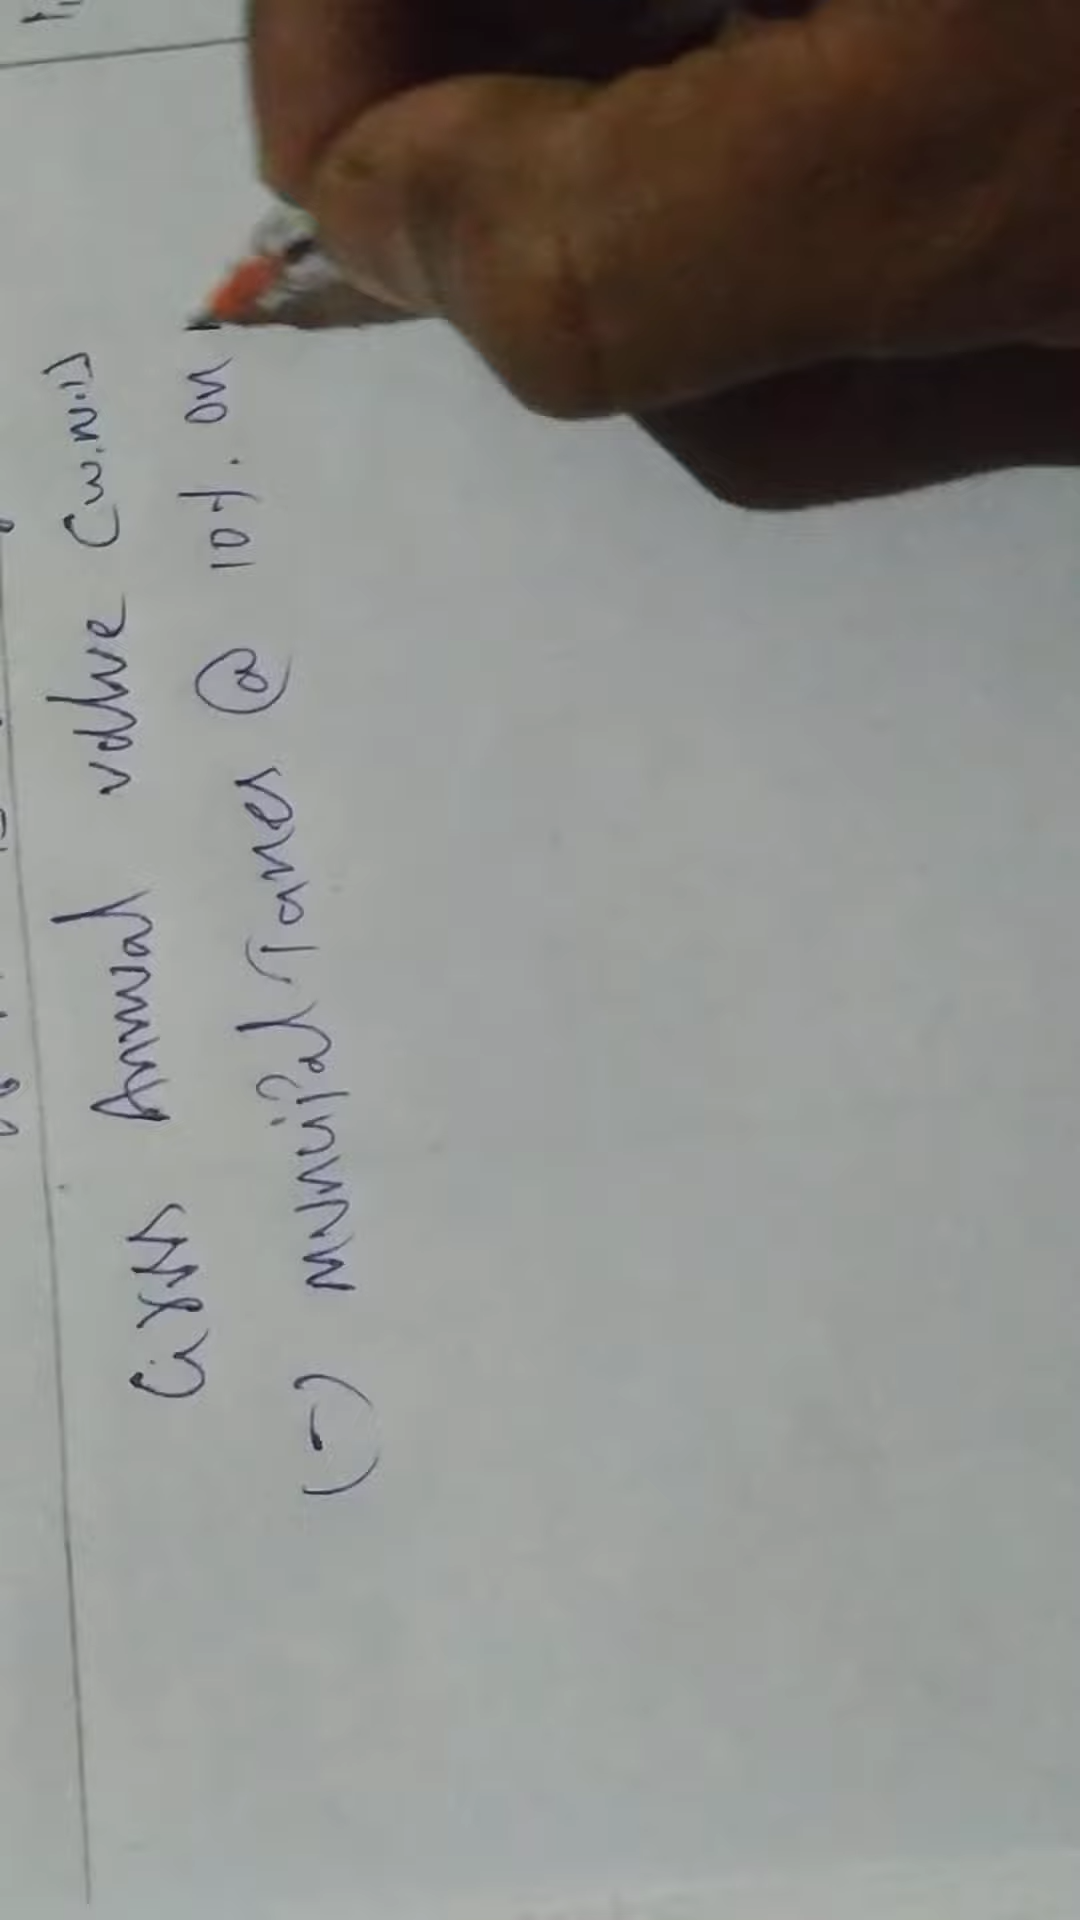 Gross Annual value (W.N.1)
(-) Municipal Taxes @ 10%. on